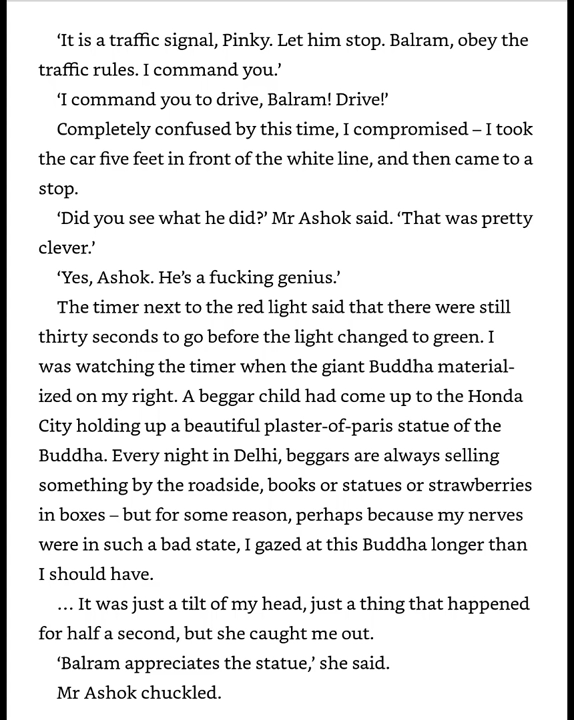 ‘It is a traffic signal, Pinky. Let him stop. Balram, obey the
traffic rules. I command you.’
‘I command you to drive, Balram! Drive!’
Completely confused by this time, I compromised – I took
the car five feet in front of the white line, and then came to a
stop.
‘Did you see what he did?’ Mr Ashok said. ‘That was pretty
clever.’
‘Yes, Ashok. He’s a fucking genius.’
The timer next to the red light said that there were still
thirty seconds to go before the light changed to green. I
was watching the timer when the giant Buddha material-
ized on my right. A beggar child had come up to the Honda
City holding up a beautiful plaster-of-paris statue of the
Buddha. Every night in Delhi, beggars are always selling
something by the roadside, books or statues or strawberries
in boxes – but for some reason, perhaps because my nerves
were in such a bad state, I gazed at this Buddha longer than
I should have.
… It was just a tilt of my head, just a thing that happened
for half a second, but she caught me out.
‘Balram appreciates the statue,’ she said.
Mr Ashok chuckled.